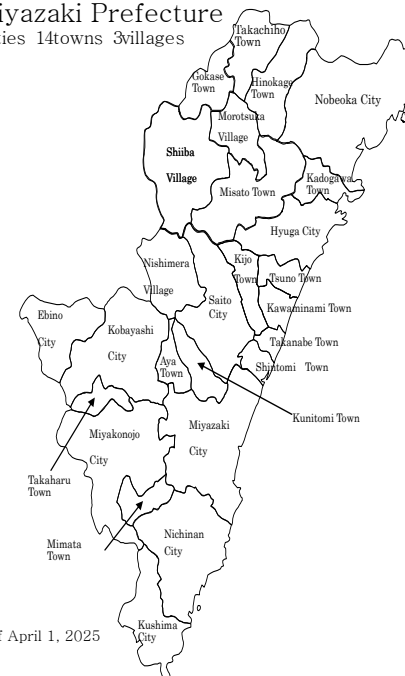 iyazaki Prefecture
ties 14towns 3villages
Takachiho
Town
Gokase
Town
Hinokage
Town
Nobeoka City
Morotsuka
Village
Shiiba
Village
Misato Town
Kadogawa
Town
Hyuga City
Nishimera
Village
Kijo
Town
Tsuno Town
Saito
City
Kawaminami Town
Ebino
City
Kobayashi
City
Aya
Town
Takanabe Town
Shintomi Town
Kunitomi Town
Miyakonojo
City
Miyazaki
City
Takaharu
Town
Mimata
Town
Nichinan
City
Kushima
City
f April 1, 2025